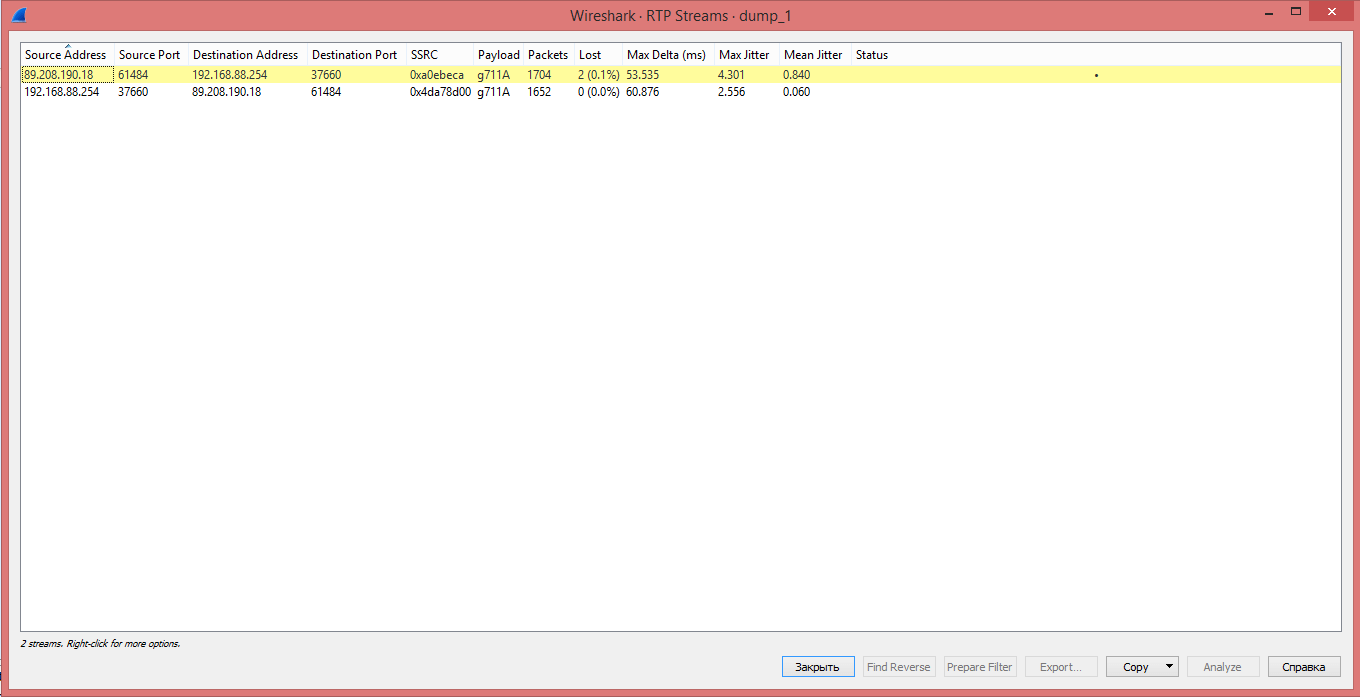 Wireshark · RTP Streams · dump_1
Source Address Source Port Destination Address Destination Port SSRC Payload Packets Lost Max Delta (ms) Max Jitter Mean Jitter Status
89.208.190.18 61484 192.168.88.254 37660 0xa0ebeca g711A 1704 2 (0.1%) 53.535 4.301 0.840
192.168.88.254 37660 89.208.190.18 61484 0x4da78d00 g711A 1652 0 (0.0%) 60.876 2.556 0.060
2 streams. Right-click for more options.
Закрыть Find Reverse Prepare Filter Export... Copy Analyze Справка